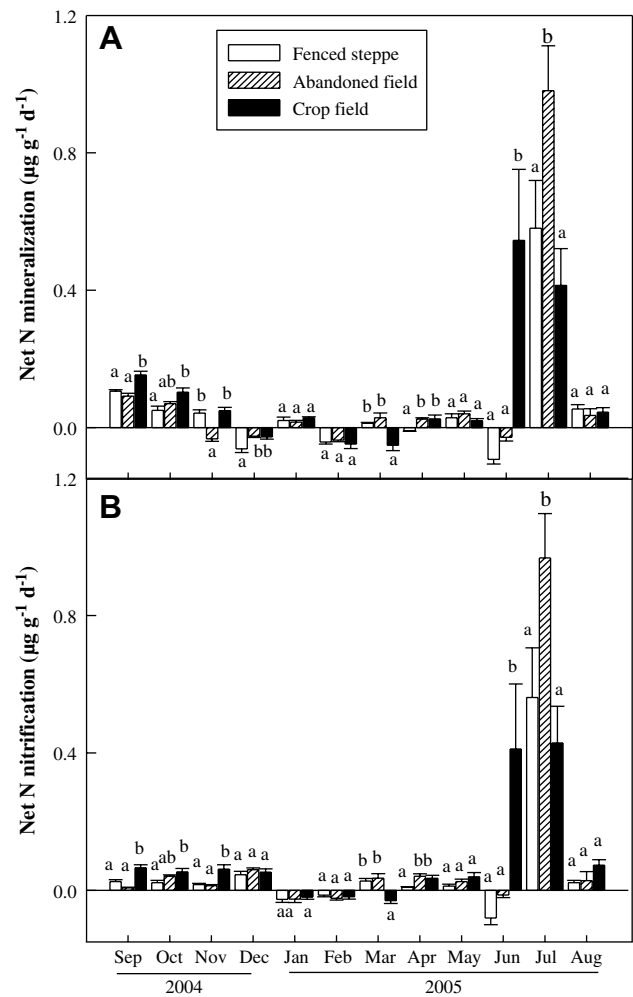 A
Fenced steppe
Abandoned field
Crop field
Net N mineralization (µg g⁻¹ d⁻¹)
1.2
0.8
0.4
0.0
a a b
a ab b
b a b
a bb
a a a
a a a
b b a
a b b
a a a
a a b
a b a
a a a
B
Net N nitrification (µg g⁻¹ d⁻¹)
1.2
0.8
0.4
0.0
a a b
a ab b
a a b
a a a
aa a
a a a
b b a
a bb
a a a
a a b
a b a
a a a
Sep Oct Nov Dec Jan Feb Mar Apr May Jun Jul Aug
2004 2005